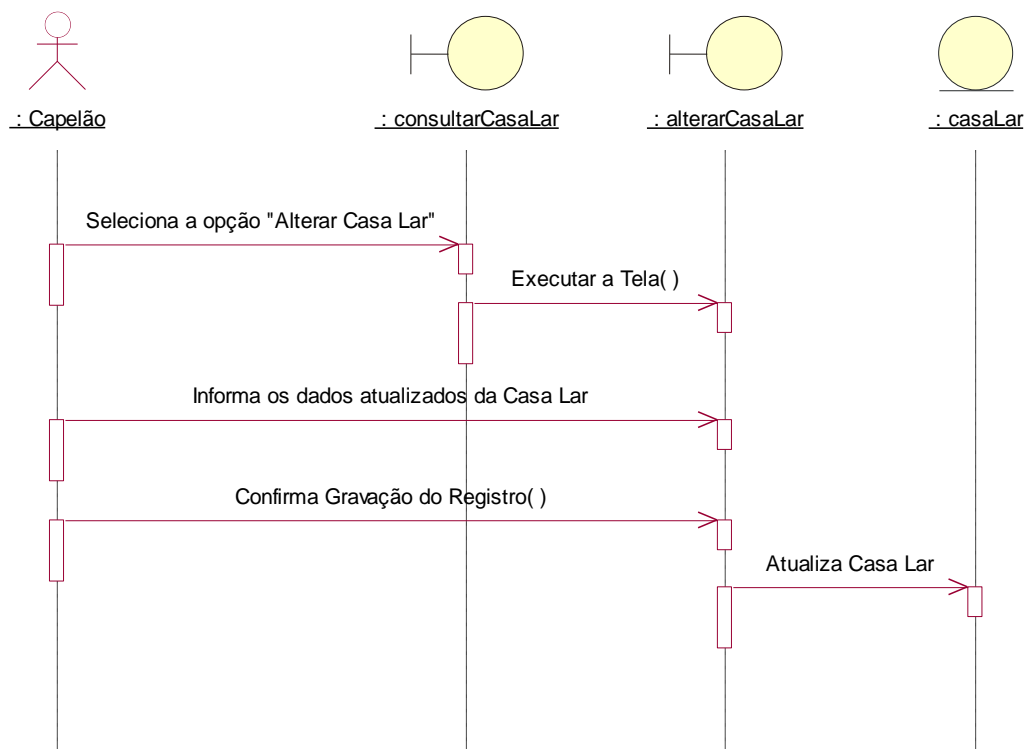 : Capelão
: consultarCasaLar
: alterarCasaLar
: casaLar
Seleciona a opção "Alterar Casa Lar"
Executar a Tela( )
Informa os dados atualizados da Casa Lar
Confirma Gravação do Registro( )
Atualiza Casa Lar